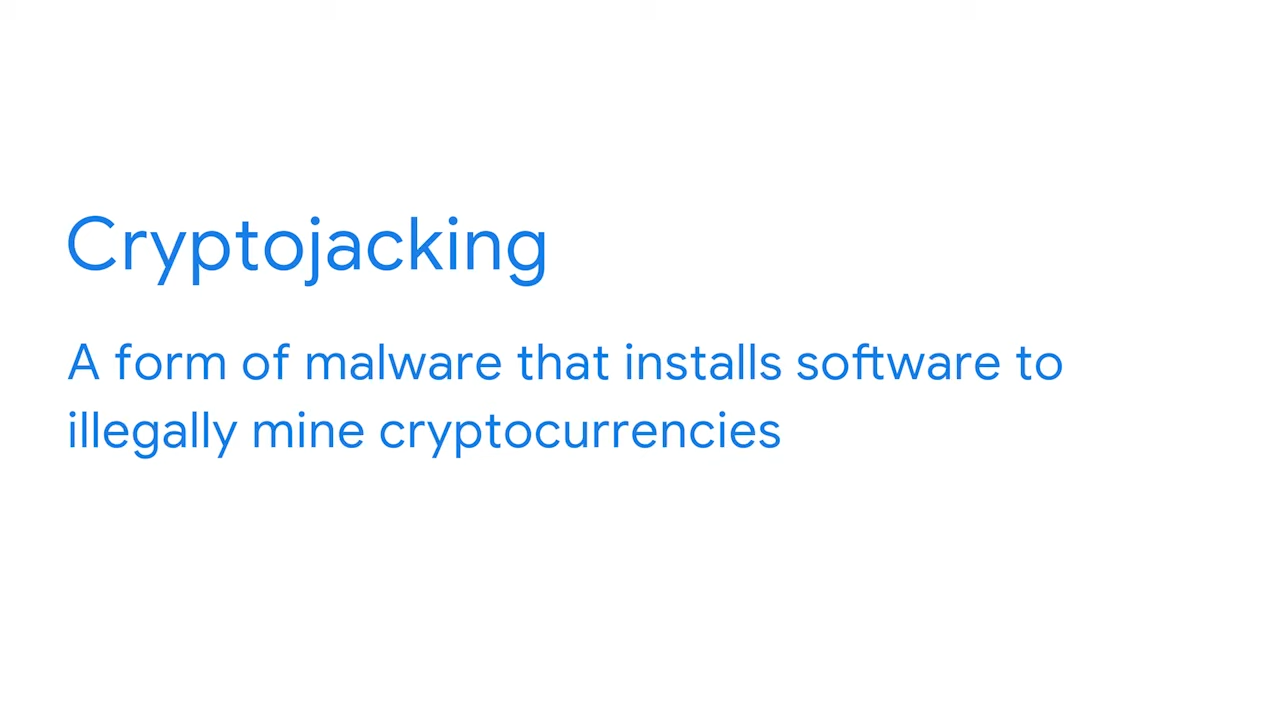 Cryptojacking
A form of malware that installs software to
illegally mine cryptocurrencies